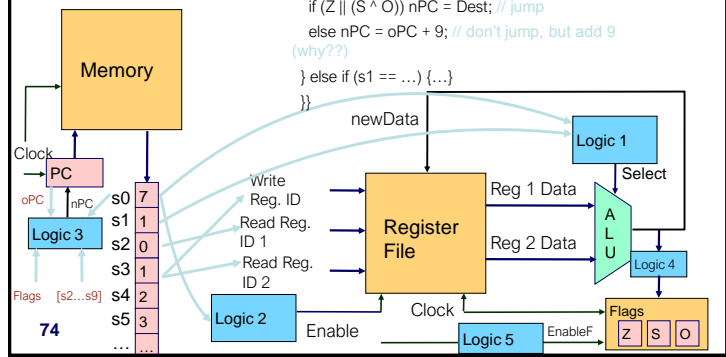 if (Z || (S ^ O)) nPC = Dest; // jump
else nPC = oPC + 9; // don't jump, but add 9
(why??)
} else if (s1 == …) {…}
}}
Memory
newData
Logic 1
Clock
PC
Select
oPC
nPC
Logic 3
s0 7
s1 1
s2 0
s3 1
s4 2
s5 3
… …
Write
Reg. ID
Read Reg.
ID 1
Read Reg.
ID 2
Register
File
Reg 1 Data
Reg 2 Data
A
L
U
Logic 4
Flags
[s2…s9]
74
Logic 2
Enable
Clock
Logic 5
EnableF
Flags
Z S O